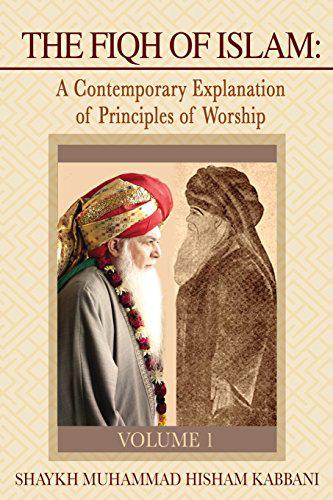 THE FIQH OF ISLAM:
A Contemporary Explanation
of Principles of Worship
VOLUME 1
SHAYKH MUHAMMAD HISHAM KABBANI